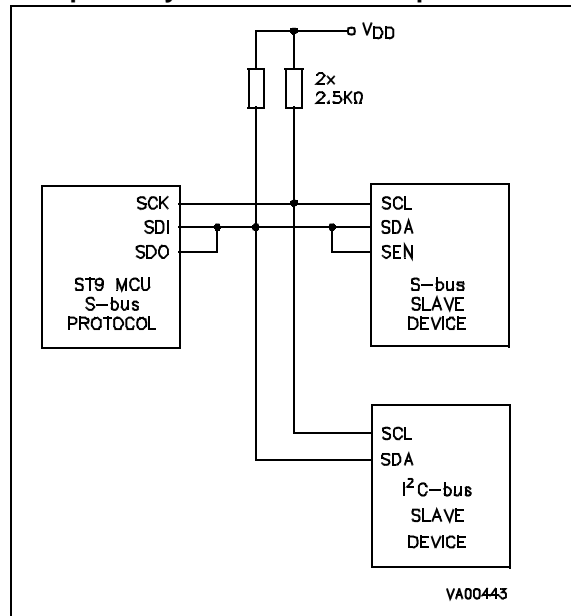 VDD
2x
2.5KΩ
SCK
SDI
SDO
ST9 MCU
S-bus
PROTOCOL
SCL
SDA
SEN
S-bus
SLAVE
DEVICE
SCL
SDA
I²C-bus
SLAVE
DEVICE
VA00443